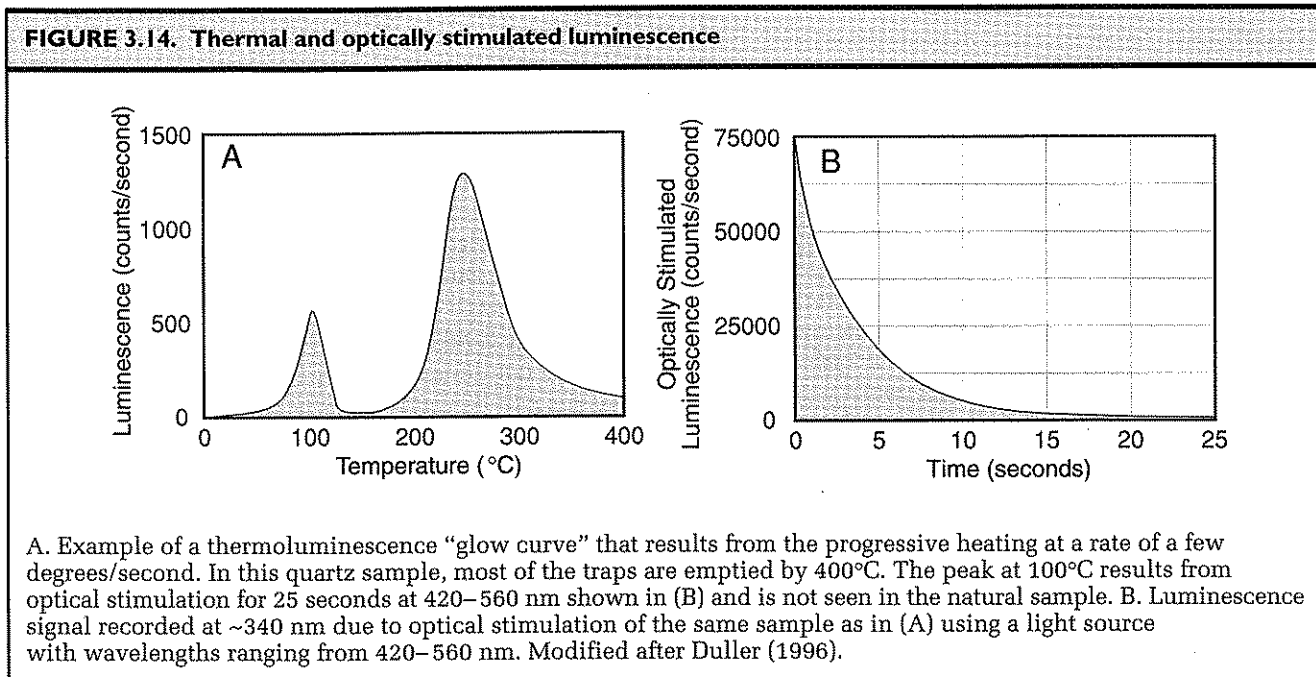 FIGURE 3.14. Thermal and optically stimulated luminescence
A
Luminescence (counts/second)
1500
1000
500
0
0 100 200 300 400
Temperature (°C)
B
Optically Stimulated
Luminescence (counts/second)
75000
50000
25000
0
0 5 10 15 20 25
Time (seconds)
A. Example of a thermoluminescence “glow curve” that results from the progressive heating at a rate of a few
degrees/second. In this quartz sample, most of the traps are emptied by 400°C. The peak at 100°C results from
optical stimulation for 25 seconds at 420–560 nm shown in (B) and is not seen in the natural sample. B. Luminescence
signal recorded at ~340 nm due to optical stimulation of the same sample as in (A) using a light source
with wavelengths ranging from 420–560 nm. Modified after Duller (1996).